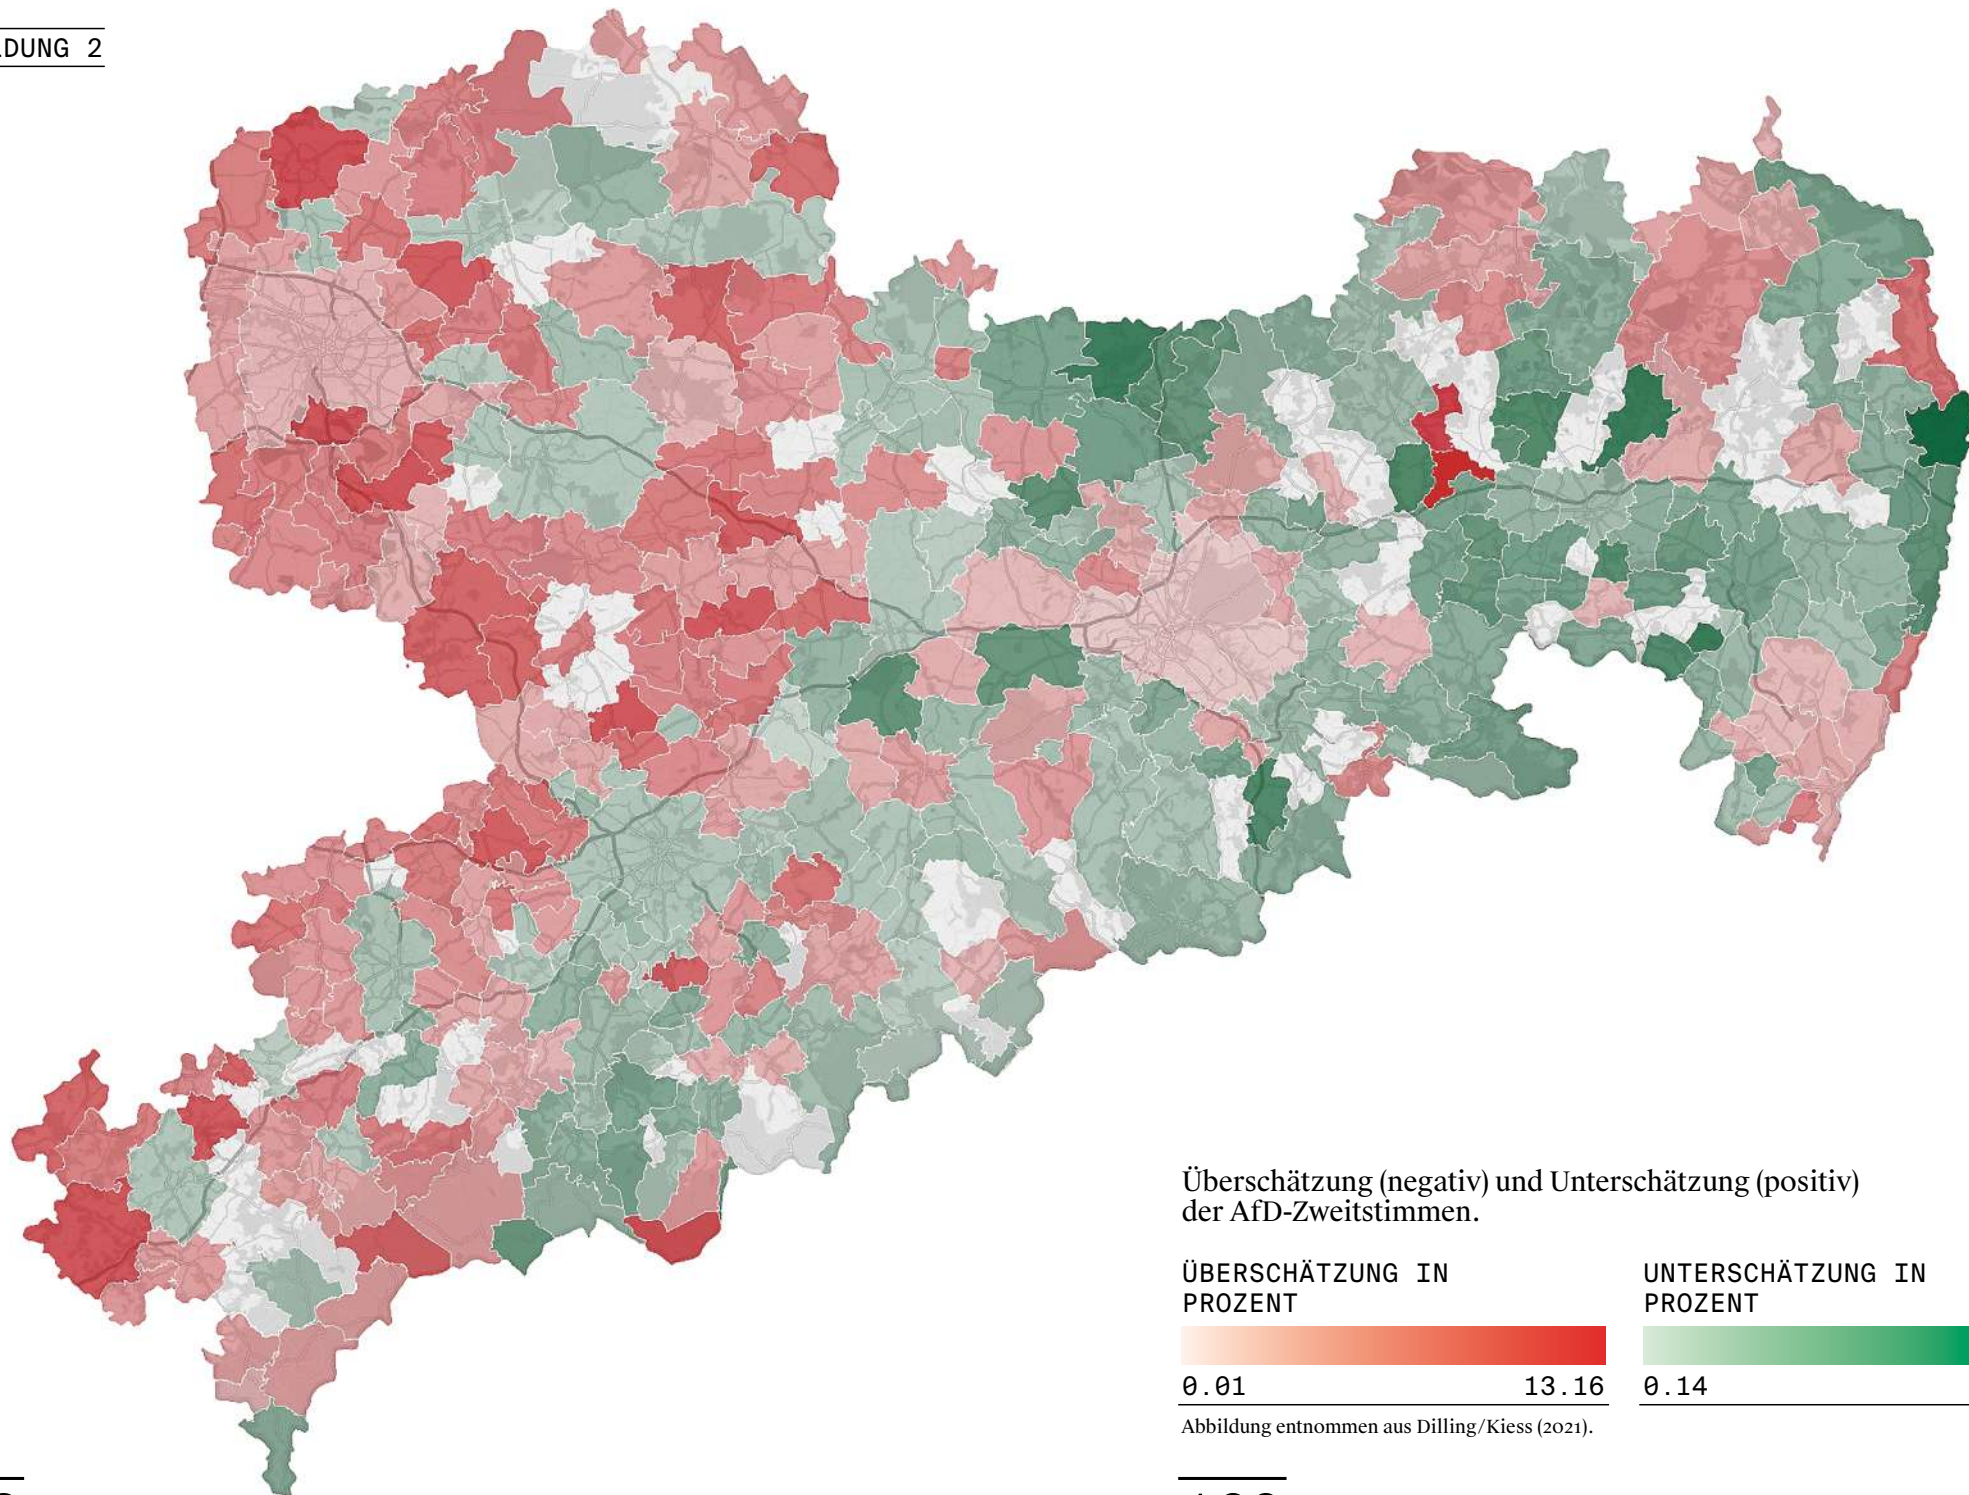 DUNG 2
Überschätzung (negativ) und Unterschätzung (positiv)
der AfD-Zweitstimmen.
ÜBERSCHÄTZUNG IN
PROZENT
UNTERSCHÄTZUNG IN
PROZENT
0.01
13.16
0.14
Abbildung entnommen aus Dilling/Kiess (2021).